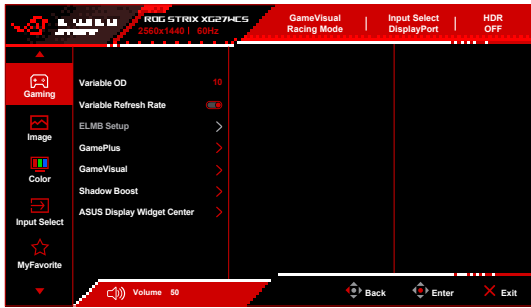 ROG STRIX XG27WCS
2560x1440 | 60Hz
GameVisual
Racing Mode
Input Select
DisplayPort
HDR
OFF
Gaming
Image
Color
Input Select
MyFavorite
Variable OD 10
Variable Refresh Rate
ELMB Setup
GamePlus
GameVisual
Shadow Boost
ASUS Display Widget Center
Volume 50
Back
Enter
Exit